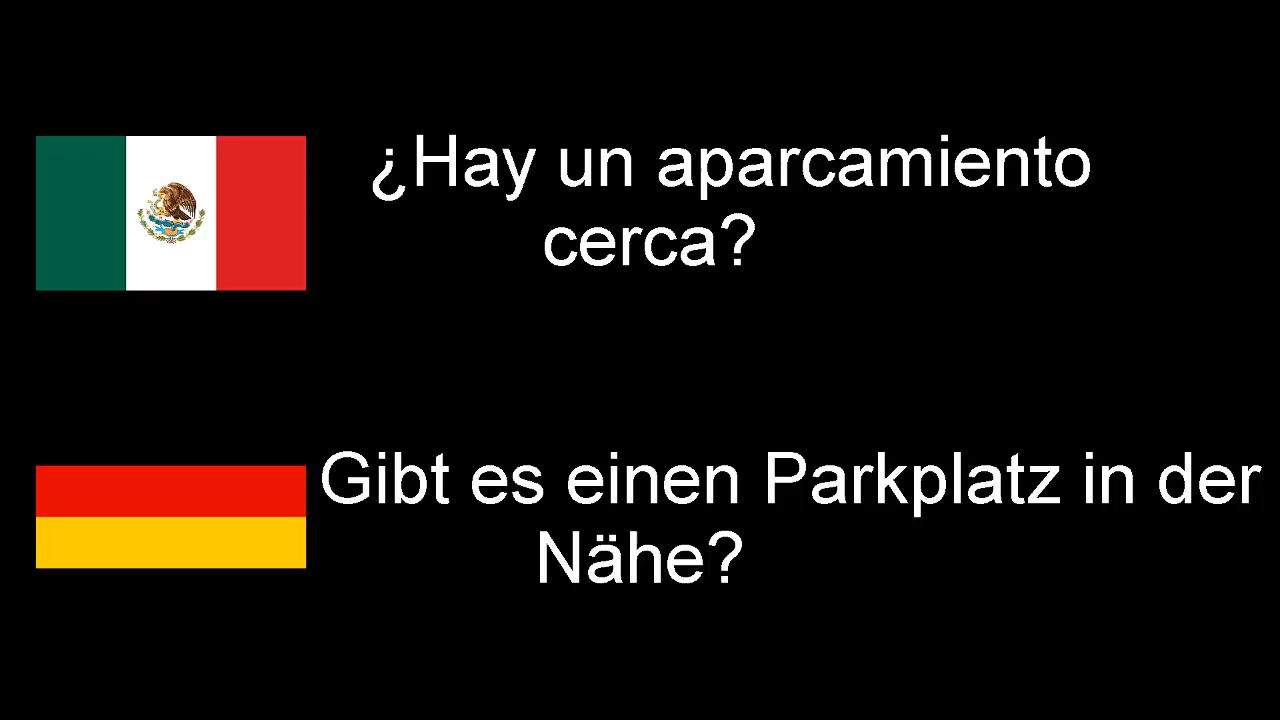 ¿Hay un aparcamiento
cerca?
Gibt es einen Parkplatz in der
Nähe?